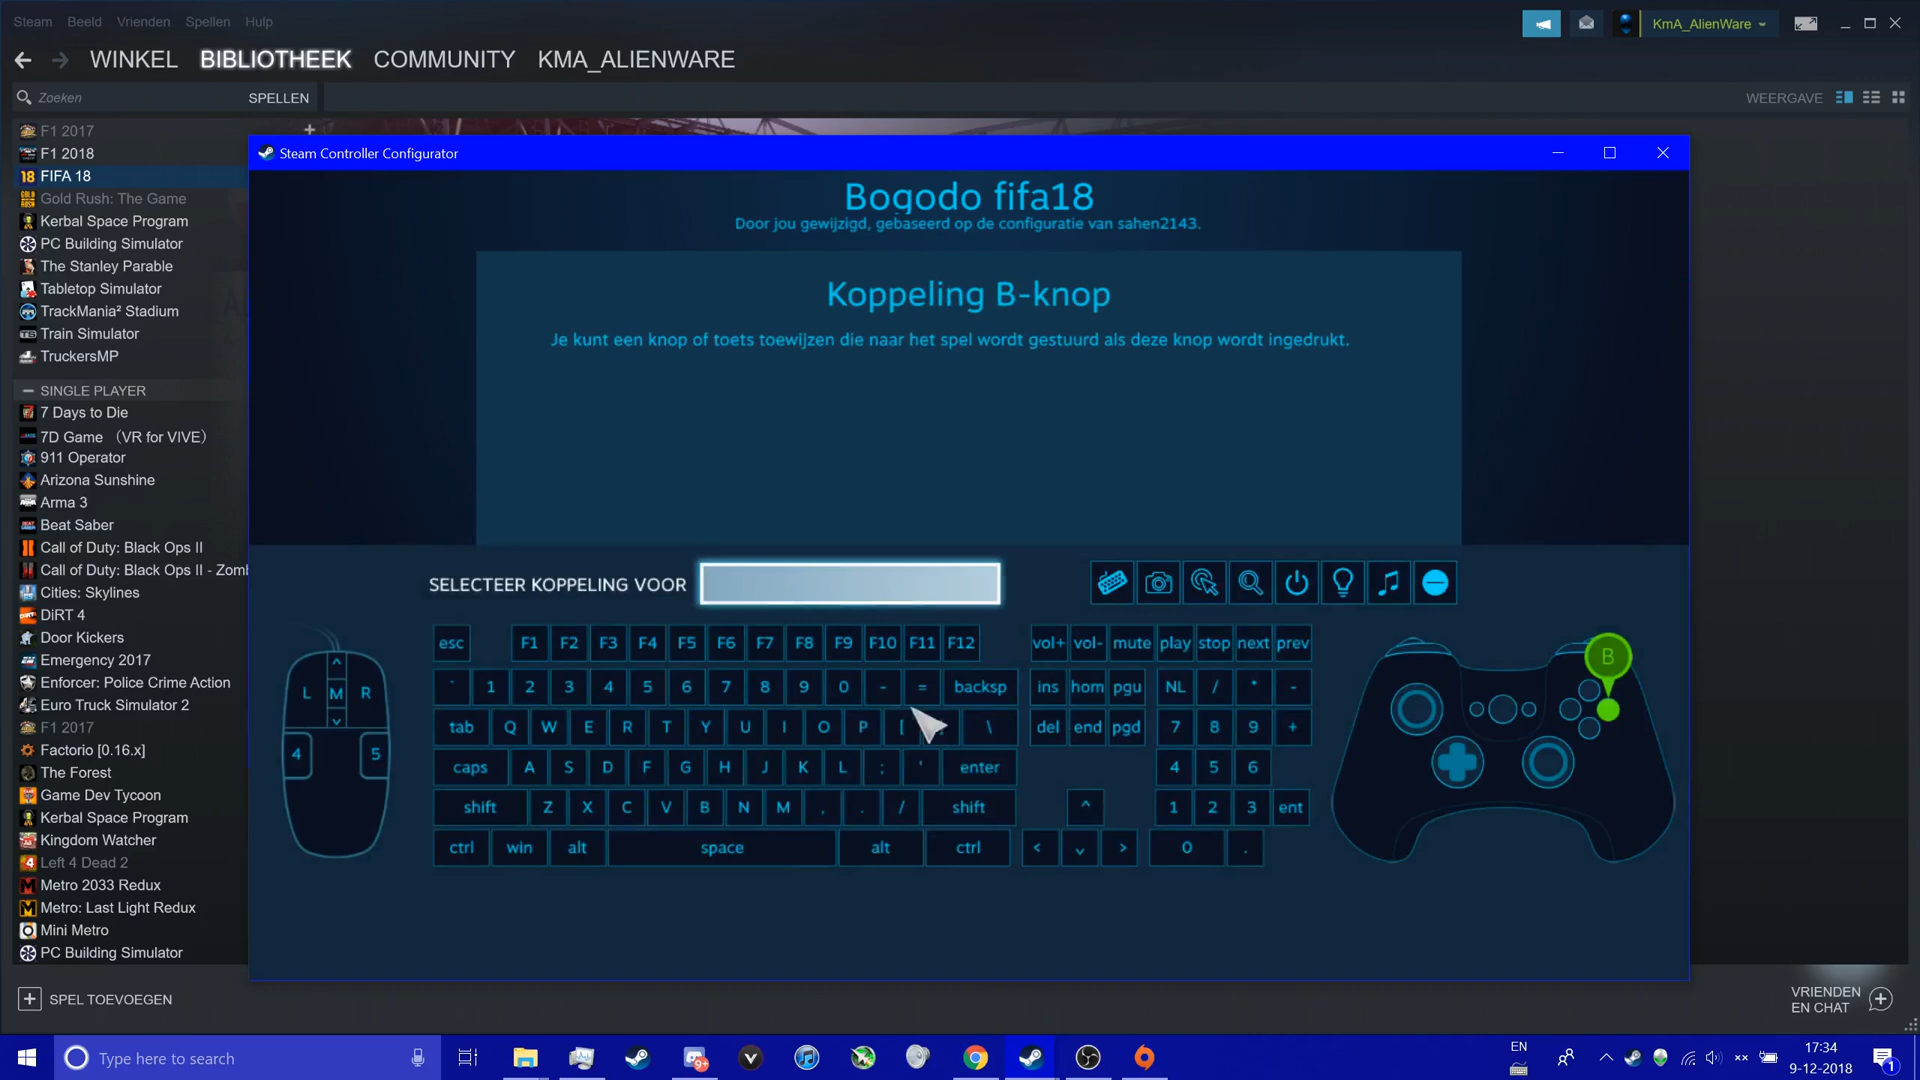 Steam Beeld Vrienden Spellen Hulp
KmA_AlienWare
WINKEL BIBLIOTHEEK COMMUNITY KMA_ALIENWARE
Zoeken SPELLEN WEERGAVE
F1 2017
F1 2018
18 FIFA 18
Gold Rush: The Game
Kerbal Space Program
PC Building Simulator
The Stanley Parable
Tabletop Simulator
TrackMania² Stadium
Train Simulator
TruckersMP
SINGLE PLAYER
7 Days to Die
7D Game （VR for VIVE）
911 Operator
Arizona Sunshine
Arma 3
Beat Saber
Call of Duty: Black Ops II
Call of Duty: Black Ops II - Zomb
Cities: Skylines
DiRT 4
Door Kickers
Emergency 2017
Enforcer: Police Crime Action
Euro Truck Simulator 2
F1 2017
Factorio [0.16.x]
The Forest
Game Dev Tycoon
Kerbal Space Program
Kingdom Watcher
Left 4 Dead 2
Metro 2033 Redux
Metro: Last Light Redux
Mini Metro
PC Building Simulator
SPEL TOEVOEGEN
Steam Controller Configurator
Bogodo fifa18
Door jou gewijzigd, gebaseerd op de configuratie van sahen2143.
Koppeling B-knop
Je kunt een knop of toets toewijzen die naar het spel wordt gestuurd als deze knop wordt ingedrukt.
SELECTEER KOPPELING VOOR
L M R
4 5
esc F1 F2 F3 F4 F5 F6 F7 F8 F9 F10 F11 F12 vol+ vol- mute play stop next prev
` 1 2 3 4 5 6 7 8 9 0 - = backsp ins hom pgu NL / * -
tab Q W E R T Y U I O P [ \ del end pgd 7 8 9 +
caps A S D F G H J K L ; ' enter 4 5 6
shift Z X C V B N M , . / shift ^ 1 2 3 ent
ctrl win alt space alt ctrl < ⌄ > 0 .
B
VRIENDEN
EN CHAT
Type here to search
EN
17:34
9-12-2018
1